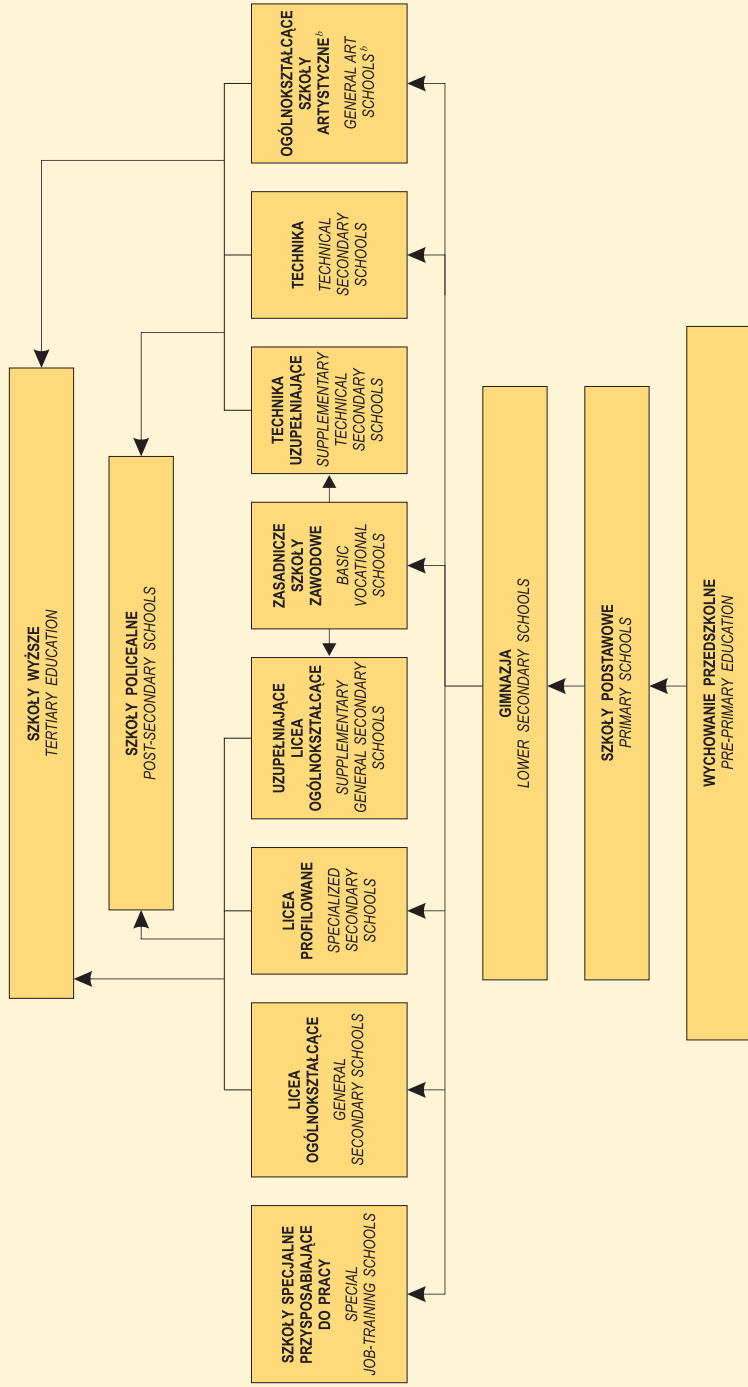 SZKOŁY WYŻSZE
TERTIARY EDUCATION
SZKOŁY POLICEALNE
POST-SECONDARY SCHOOLS
SZKOŁY SPECJALNE
PRZYSPOSABIAJĄCE
DO PRACY
SPECIAL
JOB-TRAINING SCHOOLS
LICEA
OGÓLNOKSZTAŁCĄCE
GENERAL
SECONDARY SCHOOLS
LICEA
PROFILOWANE
SPECIALIZED
SECONDARY
SCHOOLS
UZUPEŁNIAJĄCE
LICEA
OGÓLNOKSZTAŁCĄCE
SUPPLEMENTARY
GENERAL SECONDARY
SCHOOLS
ZASADNICZE
SZKOŁY
ZAWODOWE
BASIC
VOCATIONAL
SCHOOLS
TECHNIKA
UZUPEŁNIAJĄCE
SUPPLEMENTARY
TECHNICAL
SECONDARY
SCHOOLS
TECHNIKA
TECHNICAL
SECONDARY
SCHOOLS
OGÓLNOKSZTAŁCĄCE
SZKOŁY
ARTYSTYCZNE b
GENERAL ART
SCHOOLS b
GIMNAZJA
LOWER SECONDARY SCHOOLS
SZKOŁY PODSTAWOWE
PRIMARY SCHOOLS
WYCHOWANIE PRZEDSZKOLNE
PRE-PRIMARY EDUCATION